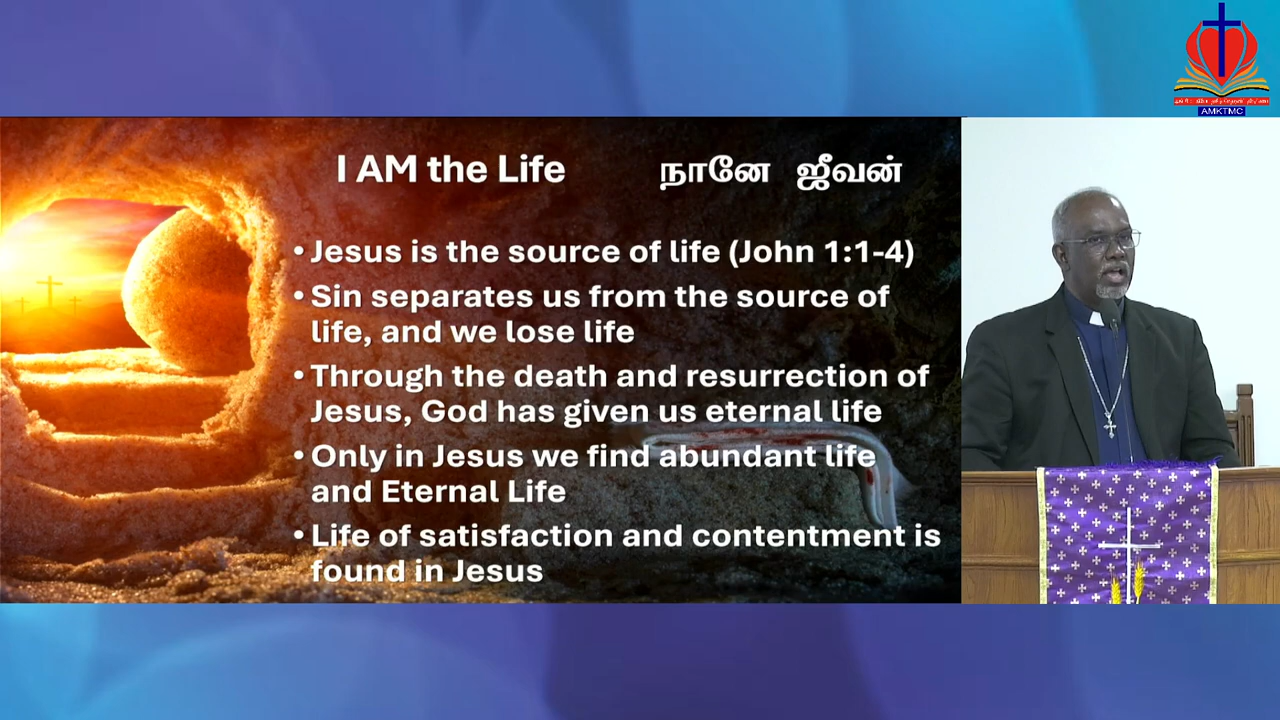 AMKTMC
I AM the Life நானே ஜீவன்
• Jesus is the source of life (John 1:1-4)
• Sin separates us from the source of
life, and we lose life
• Through the death and resurrection of
Jesus, God has given us eternal life
• Only in Jesus we find abundant life
and Eternal Life
• Life of satisfaction and contentment is
found in Jesus